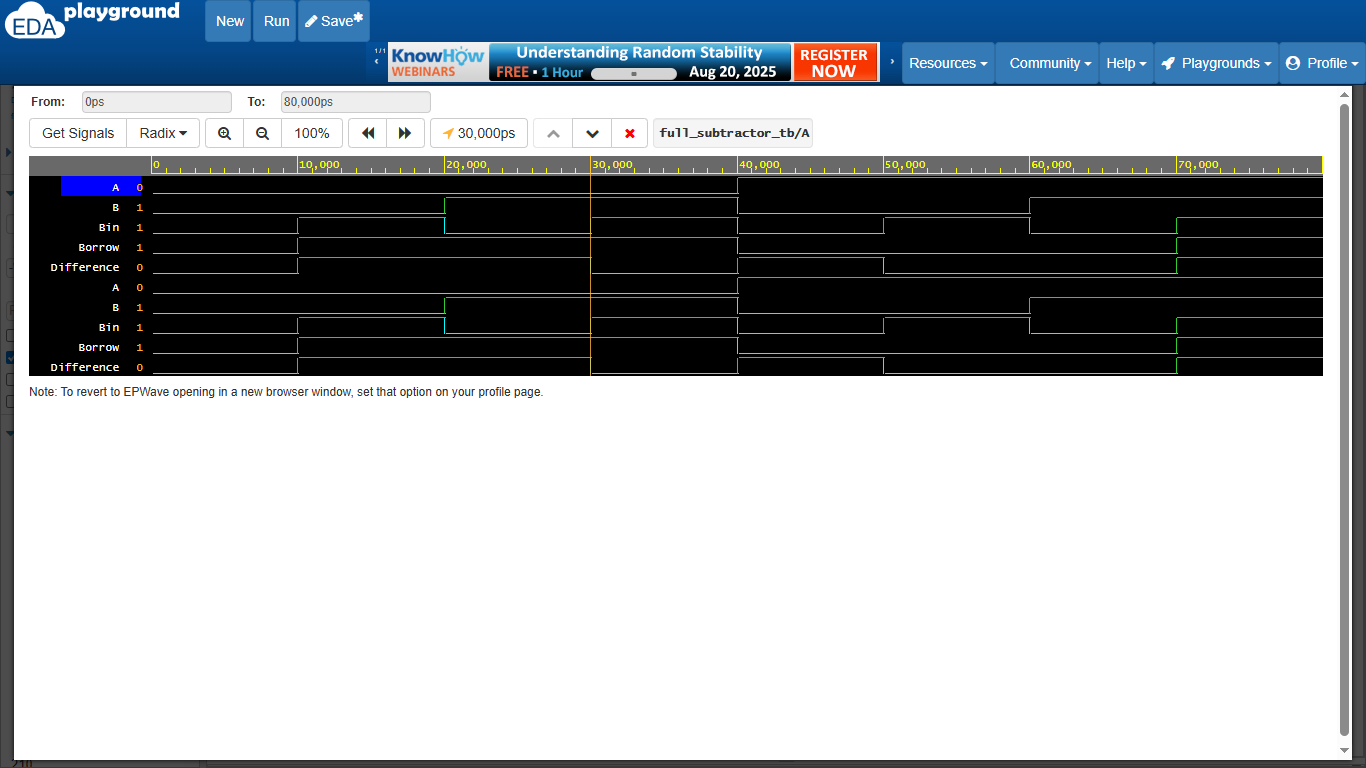 EDA playground
New Run Save*
1/1
KnowHow WEBINARS
Understanding Random Stability
FREE • 1 Hour
Aug 20, 2025
REGISTER NOW
Resources Community Help Playgrounds Profile
From: 0ps To: 80,000ps
Get Signals Radix 100% 30,000ps full_subtractor_tb/A
0 10,000 20,000 30,000 40,000 50,000 60,000 70,000
A 0
B 1
Bin 1
Borrow 1
Difference 0
A 0
B 1
Bin 1
Borrow 1
Difference 0
Note: To revert to EPWave opening in a new browser window, set that option on your profile page.